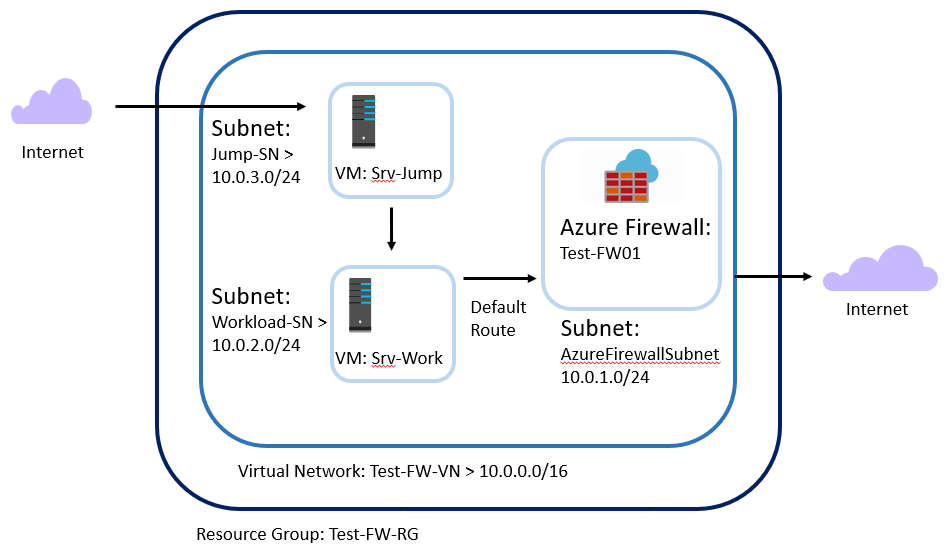 Internet
Subnet:
Jump-SN >
10.0.3.0/24
VM: Srv-Jump
Azure Firewall:
Test-FW01
Subnet:
Workload-SN >
10.0.2.0/24
VM: Srv-Work
Default
Route
Subnet:
AzureFirewallSubnet
10.0.1.0/24
Internet
Virtual Network: Test-FW-VN > 10.0.0.0/16
Resource Group: Test-FW-RG